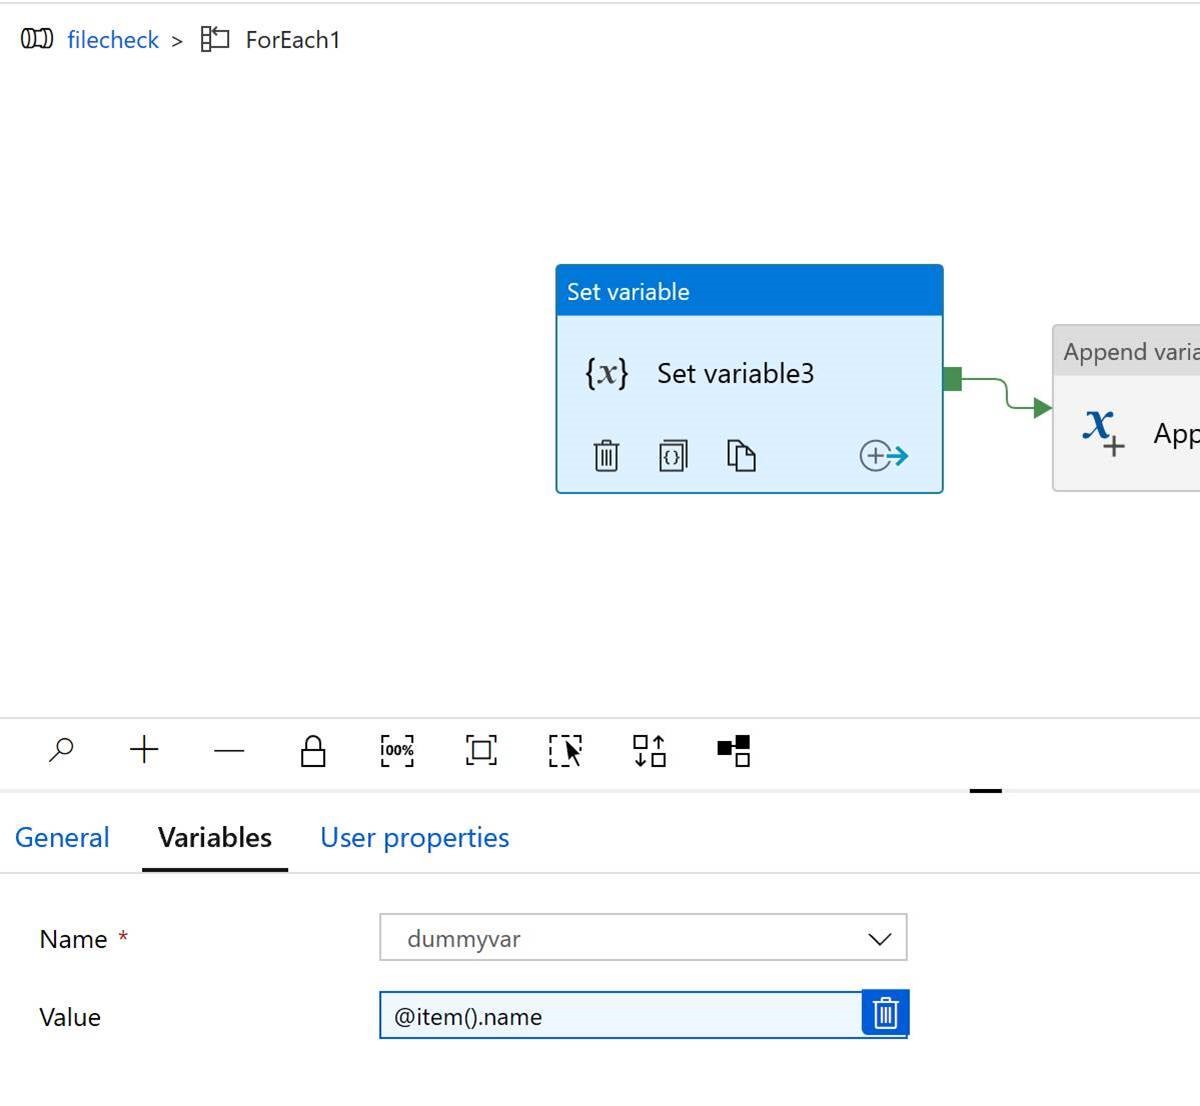 filecheck > ForEach1
Set variable
{x} Set variable3
Append varia
x+ App
100%
General Variables User properties
Name * dummyvar
Value @item().name